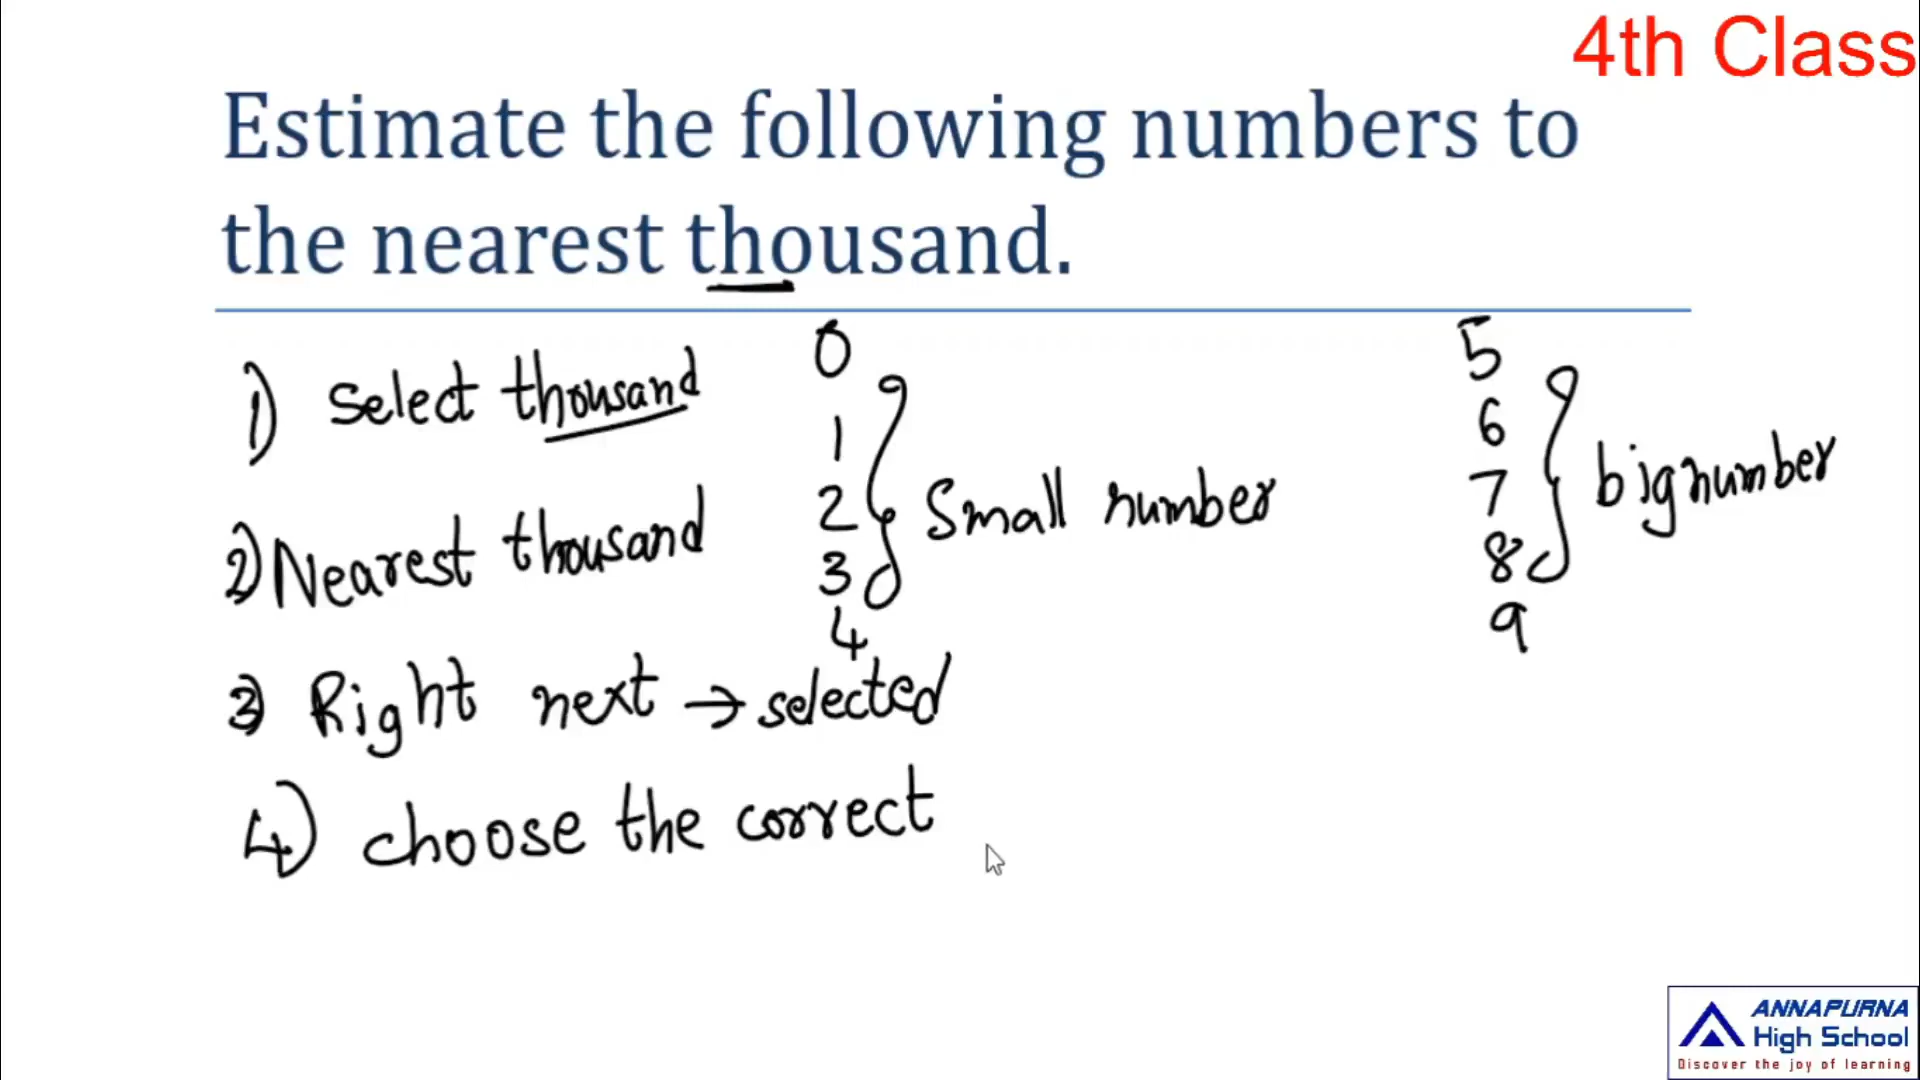 4th Class
Estimate the following numbers to
the nearest thousand.
1) Select thousand
2) Nearest thousand
3) Right next → selected
4) choose the correct
0
1
2
3
4
Small number
5
6
7
8
9
big number
ANNAPURNA
High School
Discover the joy of learning